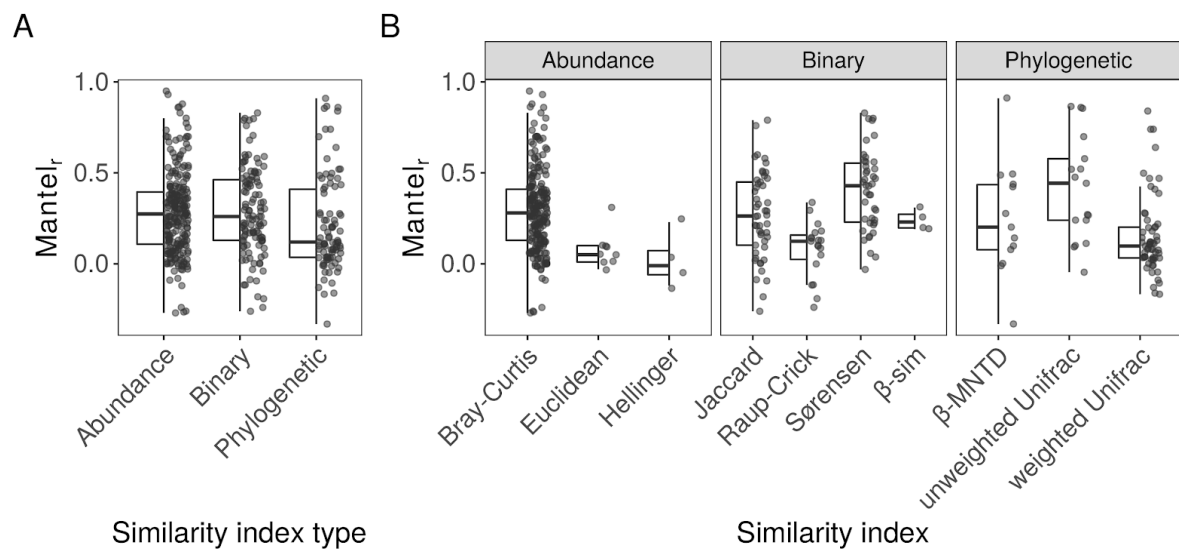 A
B
Abundance
Binary
Phylogenetic
Mantelr
1.0
0.5
0.0
Abundance
Binary
Phylogenetic
Similarity index type
Mantelr
1.0
0.5
0.0
Bray-Curtis
Euclidean
Hellinger
Jaccard
Raup-Crick
Sørensen
β-sim
β-MNTD
unweighted Unifrac
weighted Unifrac
Similarity index